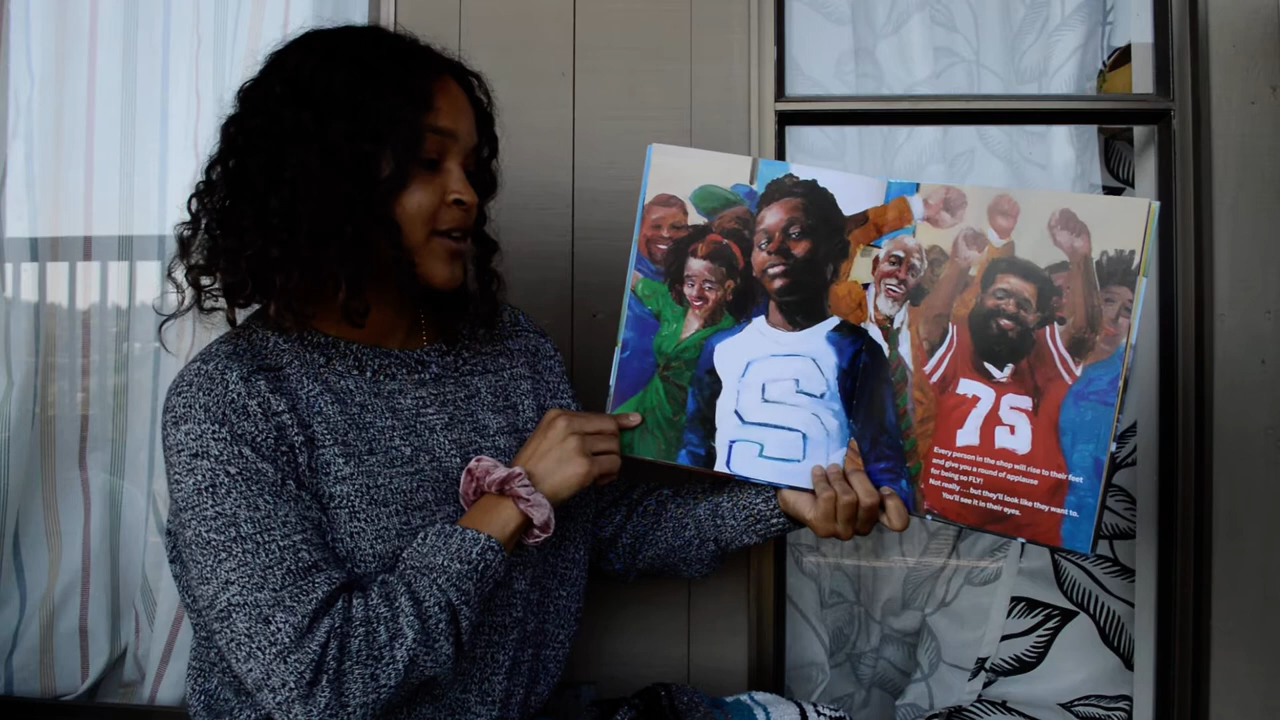 S
75
Every person in the shop will rise to their feet
and give you a round of applause
for being so FLY!
Not really . . . but they'll look like they want to.
You'll see it in their eyes.